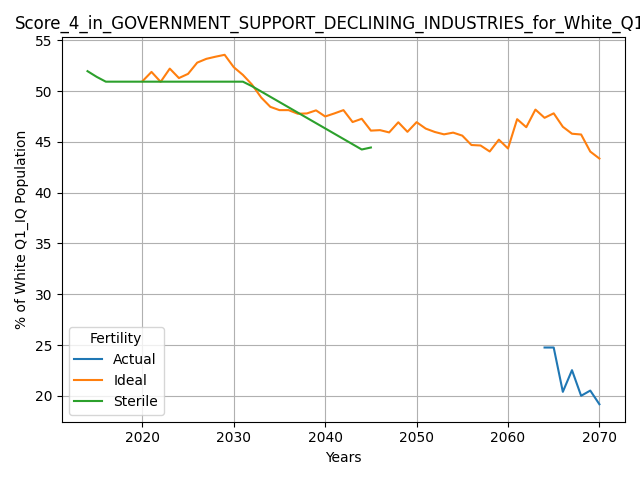 Score_4_in_GOVERNMENT_SUPPORT_DECLINING_INDUSTRIES_for_White_Q1
55
50
45
40
35
30
25
20
% of White Q1_IQ Population
Fertility
Actual
Ideal
Sterile
2020 2030 2040 2050 2060 2070
Years